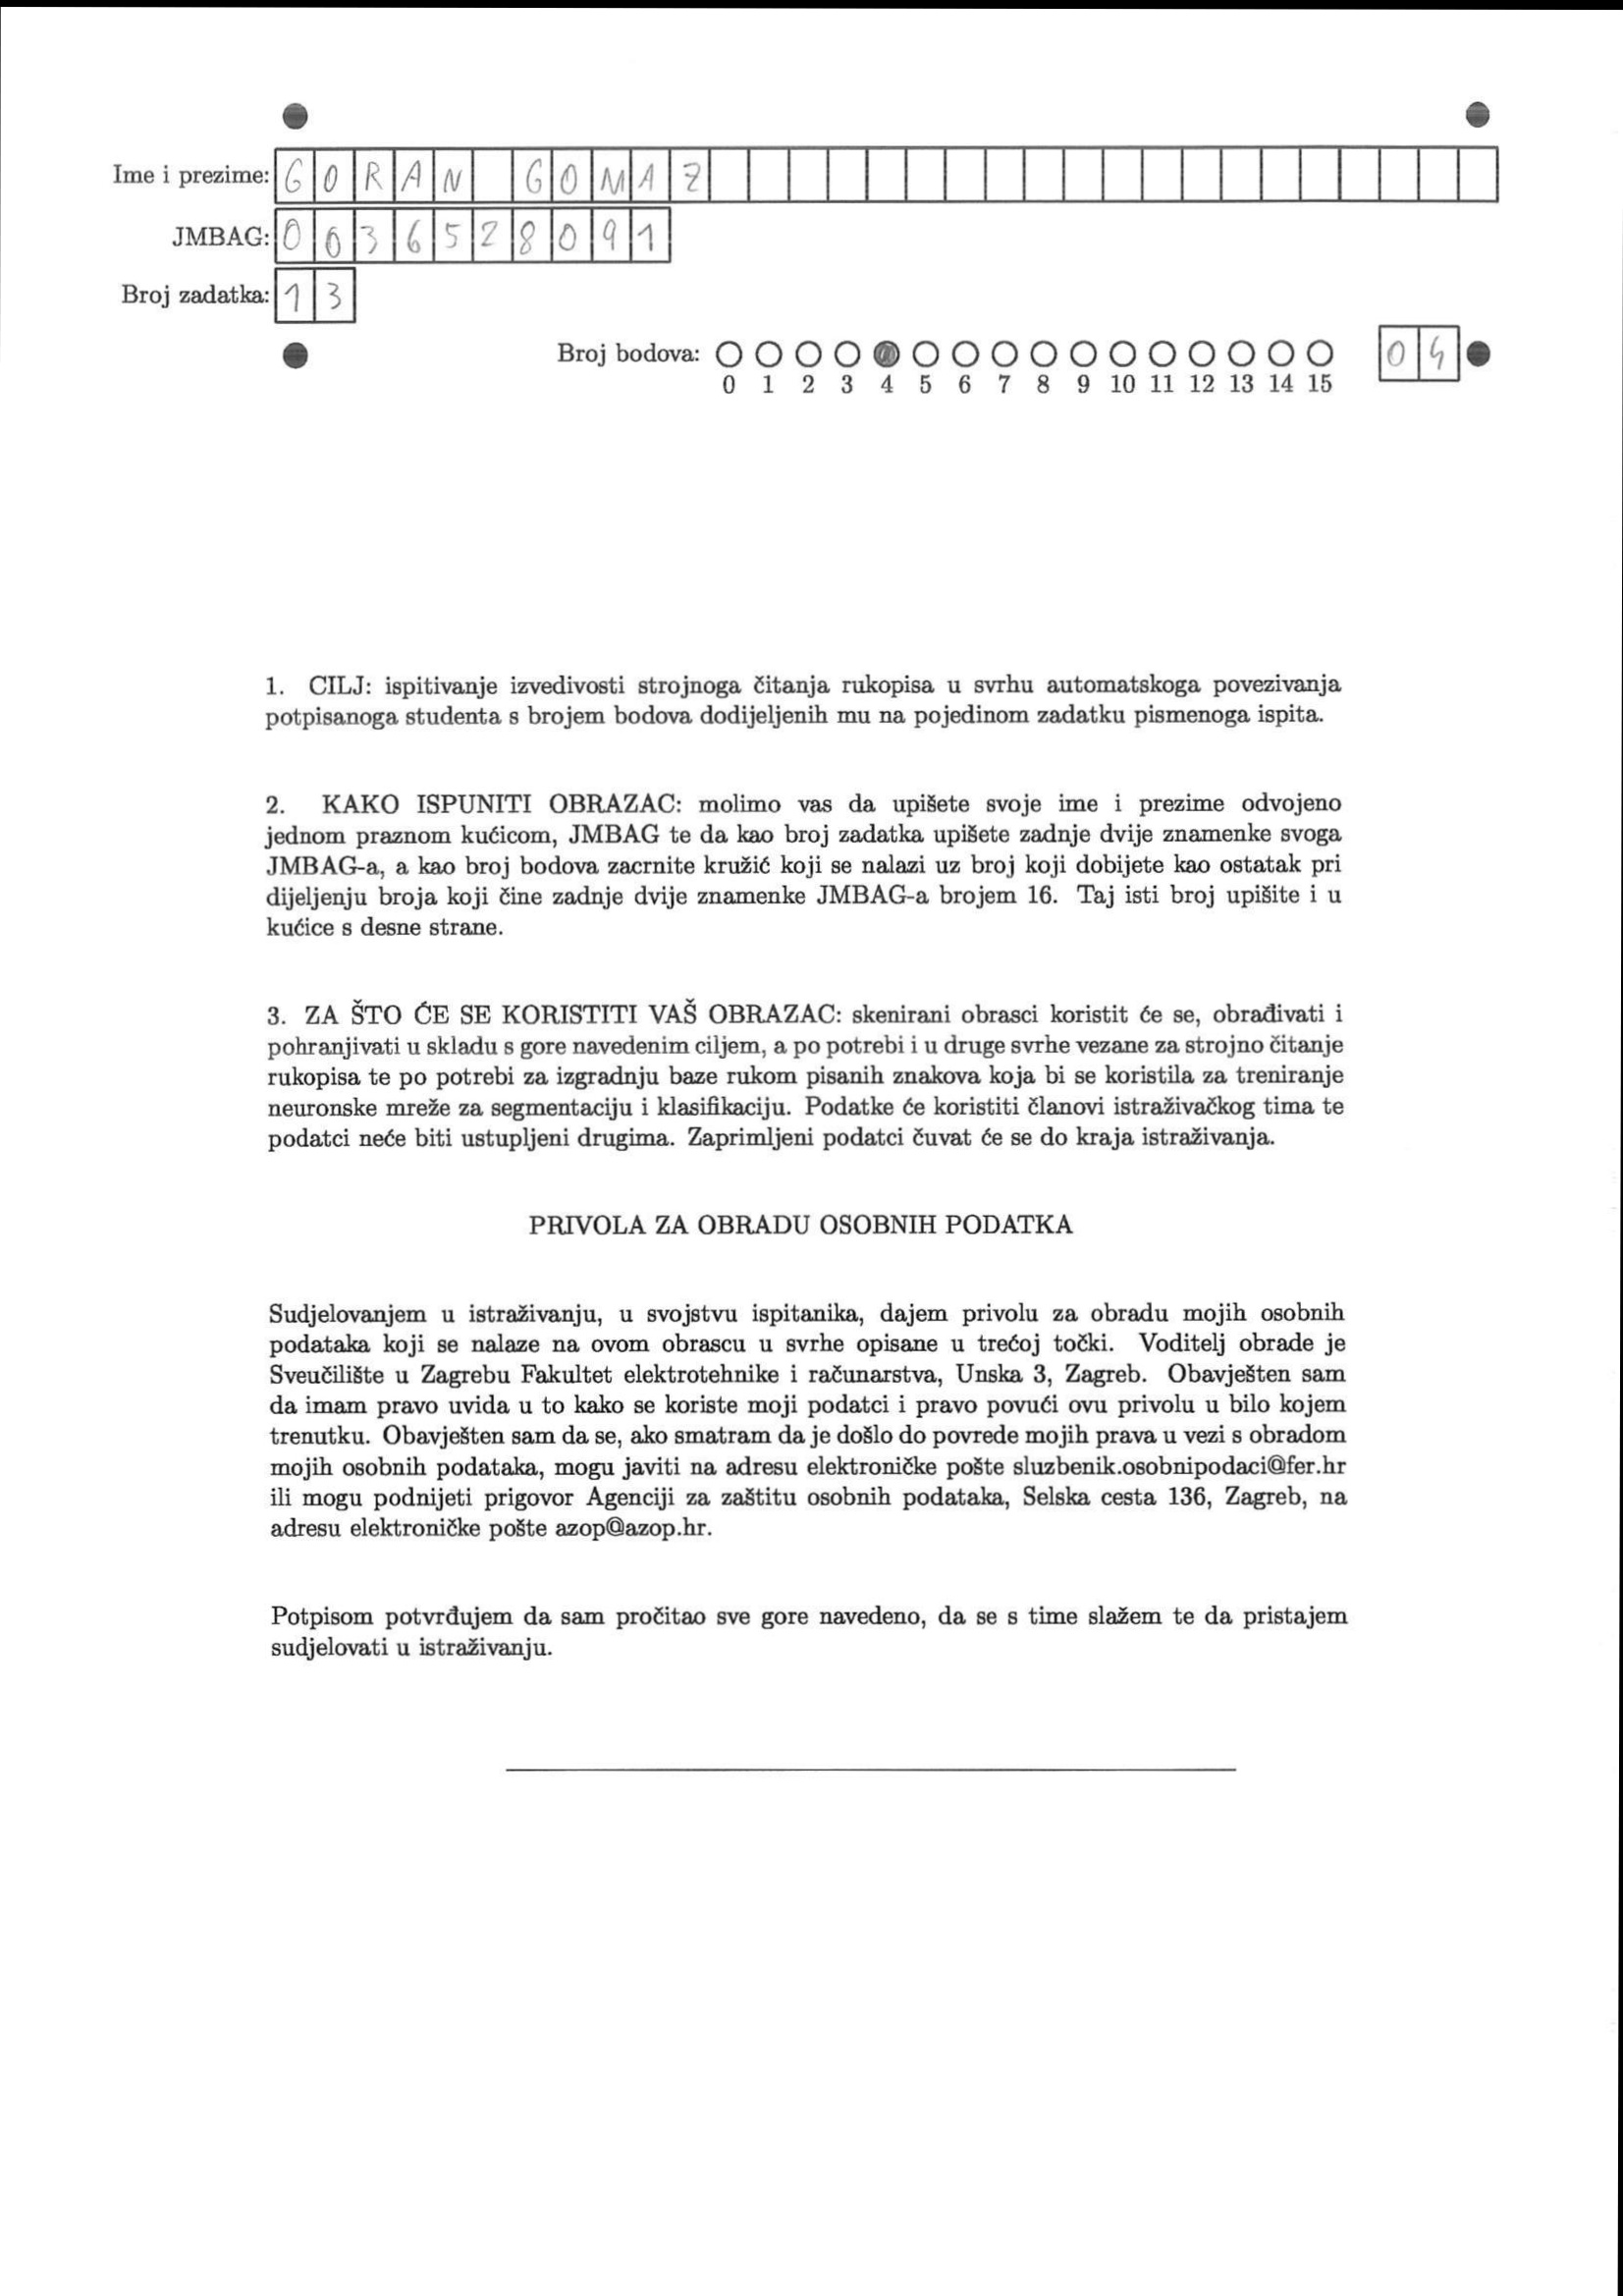 Ime i prezime: GORAN GOMAZ
JMBAG: 0036528091
Broj zadatka: 13
Broj bodova: 04
0 1 2 3 4 5 6 7 8 9 10 11 12 13 14 15
1. CILJ: ispitivanje izvedivosti strojnoga čitanja rukopisa u svrhu automatskoga povezivanja
potpisanoga studenta s brojem bodova dodijeljenih mu na pojedinom zadatku pismenoga ispita.
2. KAKO ISPUNITI OBRAZAC: molimo vas da upišete svoje ime i prezime odvojeno
jednom praznom kućicom, JMBAG te da kao broj zadatka upišete zadnje dvije znamenke svoga
JMBAG-a, a kao broj bodova zacrnite kružić koji se nalazi uz broj koji dobijete kao ostatak pri
dijeljenju broja koji čine zadnje dvije znamenke JMBAG-a brojem 16. Taj isti broj upišite i u
kućice s desne strane.
3. ZA ŠTO ĆE SE KORISTITI VAŠ OBRAZAC: skenirani obrasci koristit će se, obrađivati i
pohranjivati u skladu s gore navedenim ciljem, a po potrebi i u druge svrhe vezane za strojno čitanje
rukopisa te po potrebi za izgradnju baze rukom pisanih znakova koja bi se koristila za treniranje
neuronske mreže za segmentaciju i klasifikaciju. Podatke će koristiti članovi istraživačkog tima te
podatci neće biti ustupljeni drugima. Zaprimljeni podatci čuvat će se do kraja istraživanja.
PRIVOLA ZA OBRADU OSOBNIH PODATKA
Sudjelovanjem u istraživanju, u svojstvu ispitanika, dajem privolu za obradu mojih osobnih
podataka koji se nalaze na ovom obrascu u svrhe opisane u trećoj točki. Voditelj obrade je
Sveučilište u Zagrebu Fakultet elektrotehnike i računarstva, Unska 3, Zagreb. Obavješten sam
da imam pravo uvida u to kako se koriste moji podatci i pravo povući ovu privolu u bilo kojem
trenutku. Obavješten sam da se, ako smatram da je došlo do povrede mojih prava u vezi s obradom
mojih osobnih podataka, mogu javiti na adresu elektroničke pošte sluzbenik.osobnipodaci@fer.hr
ili mogu podnijeti prigovor Agenciji za zaštitu osobnih podataka, Selska cesta 136, Zagreb, na
adresu elektroničke pošte azop@azop.hr.
Potpisom potvrđujem da sam pročitao sve gore navedeno, da se s time slažem te da pristajem
sudjelovati u istraživanju.